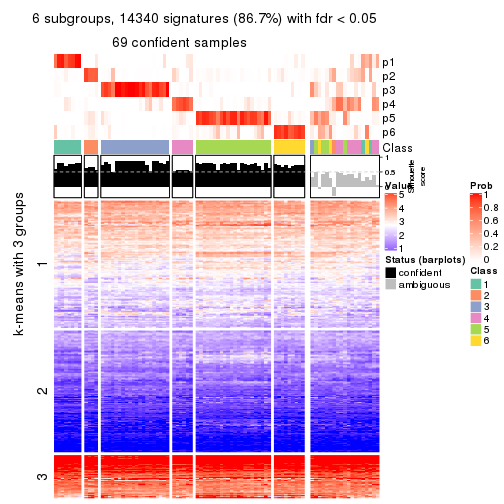 6 subgroups, 14340 signatures (86.7%) with fdr < 0.05
69 confident samples
p1
p2
p3
p4
p5
p6
Class
1
0.5
0
Silhouette
score
k-means with 3 groups
1
2
3
Value
5
4
3
2
1
Status (barplots)
confident
ambiguous
Prob
1
0.8
0.6
0.4
0.2
0
Class
1
2
3
4
5
6